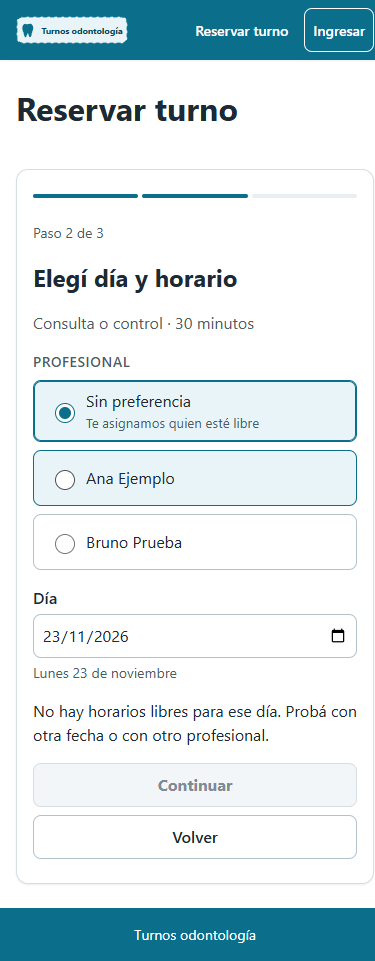 Turnos odontología
Reservar turno
Ingresar
Reservar turno
Paso 2 de 3
Elegí día y horario
Consulta o control · 30 minutos
PROFESIONAL
Sin preferencia
Te asignamos quien esté libre
Ana Ejemplo
Bruno Prueba
Día
23/11/2026
Lunes 23 de noviembre
No hay horarios libres para ese día. Probá con
otra fecha o con otro profesional.
Continuar
Volver
Turnos odontología